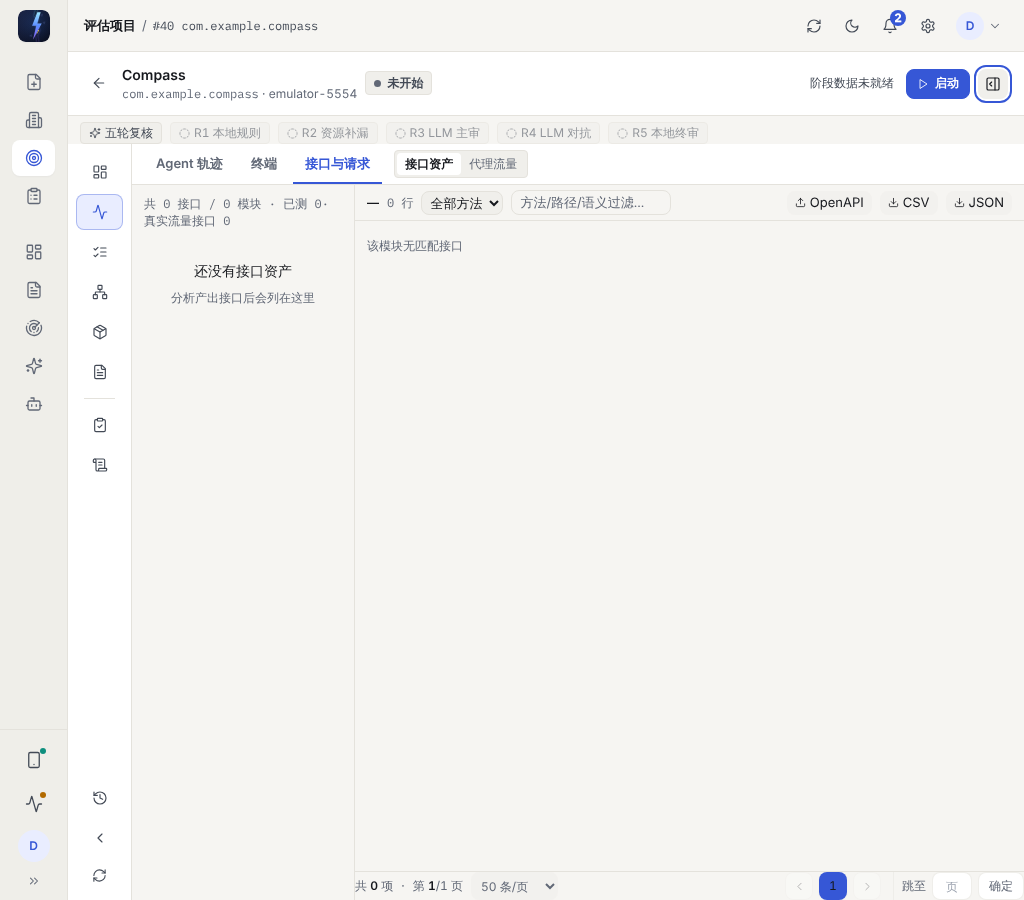 评估项目 / #40 com.example.compass
2
D
Compass
com.example.compass · emulator-5554
未开始
阶段数据未就绪
启动
五轮复核
R1 本地规则
R2 资源补漏
R3 LLM 主审
R4 LLM 对抗
R5 本地终审
Agent 轨迹
终端
接口与请求
接口资产
代理流量
共 0 接口 / 0 模块 · 已测 0·
真实流量接口 0
— 0 行
全部方法
方法/路径/语义过滤...
OpenAPI
CSV
JSON
还没有接口资产
分析产出接口后会列在这里
该模块无匹配接口
D
共 0 项 · 第 1/1 页
50 条/页
1
跳至
页
确定